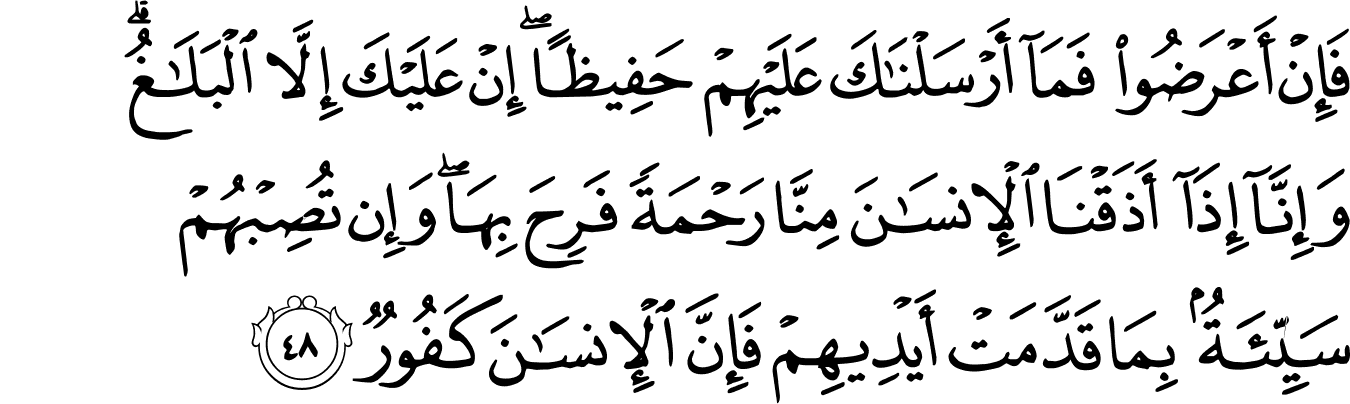 فَإِنْ أَعْرَضُوا۟ فَمَآ أَرْسَلْنَـٰكَ عَلَيْهِمْ حَفِيظًا ۖ إِنْ عَلَيْكَ إِلَّا ٱلْبَلَـٰغُ ۗ
وَإِنَّآ إِذَآ أَذَقْنَا ٱلْإِنسَـٰنَ مِنَّا رَحْمَةً فَرِحَ بِهَا ۖ وَإِن تُصِبْهُمْ
سَيِّئَةٌۢ بِمَا قَدَّمَتْ أَيْدِيهِمْ فَإِنَّ ٱلْإِنسَـٰنَ كَفُورٌ ٤٨